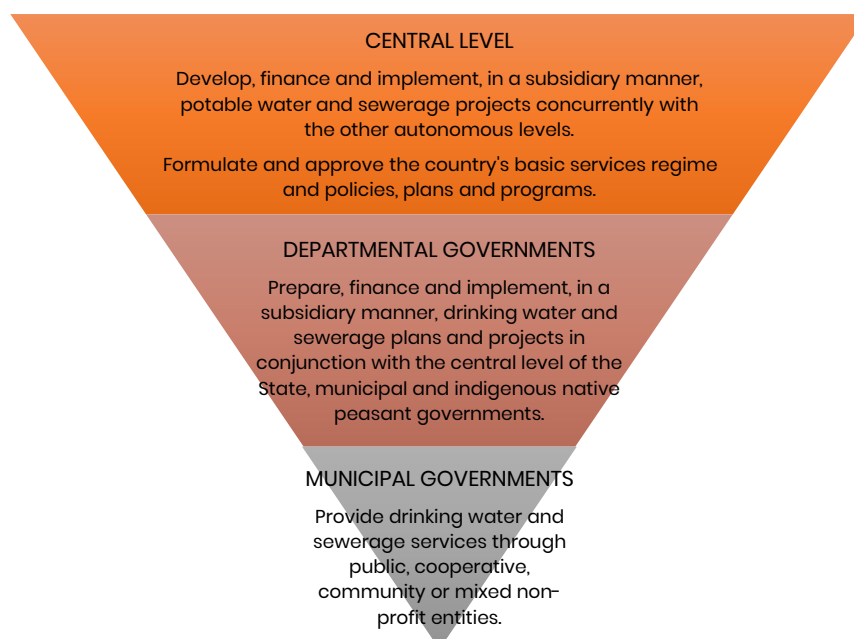 CENTRAL LEVEL
Develop, finance and implement, in a subsidiary manner,
potable water and sewerage projects concurrently with
the other autonomous levels.
Formulate and approve the country's basic services regime
and policies, plans and programs.
DEPARTMENTAL GOVERNMENTS
Prepare, finance and implement, in a
subsidiary manner, drinking water and
sewerage plans and projects in
conjunction with the central level of the
State, municipal and indigenous native
peasant governments.
MUNICIPAL GOVERNMENTS
Provide drinking water and
sewerage services through
public, cooperative,
community or mixed non-
profit entities.